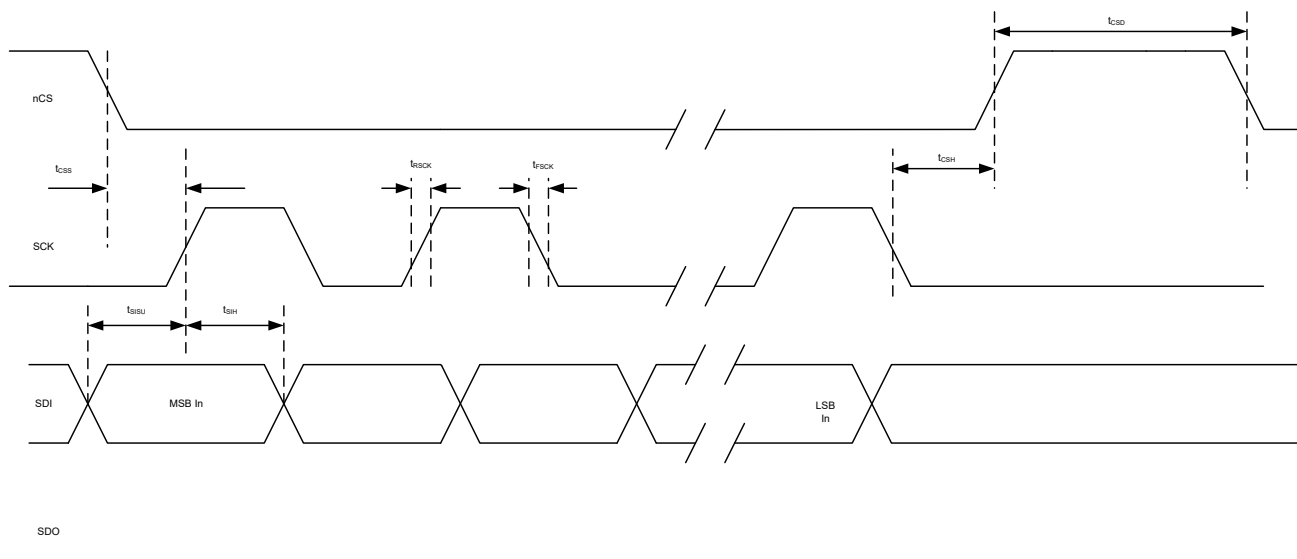 tCSD
nCS
tCSS
tRSCK
tFSCK
tCSH
SCK
tSISU
tSIH
SDI
MSB In
LSB
In
SDO